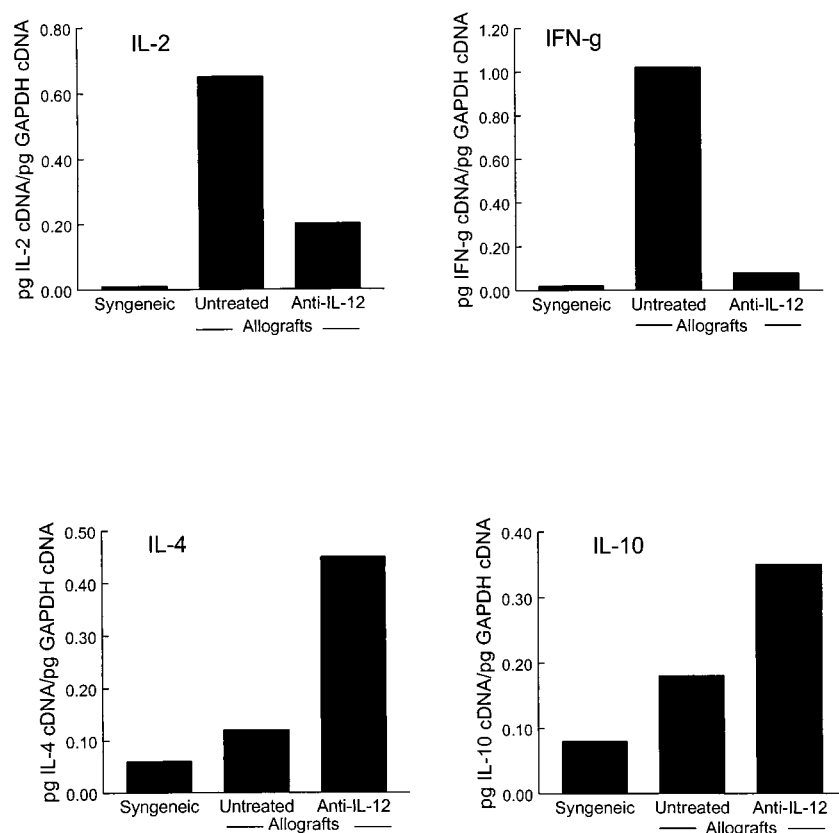 IL-2
pg IL-2 cDNA/pg GAPDH cDNA
0.80
0.60
0.40
0.20
0.00
Syngeneic Untreated Anti-IL-12
Allografts
IFN-g
pg IFN-g cDNA/pg GAPDH cDNA
1.20
1.00
0.80
0.60
0.40
0.20
0.00
Syngeneic Untreated Anti-IL-12
Allografts
IL-4
pg IL-4 cDNA/pg GAPDH cDNA
0.50
0.40
0.30
0.20
0.10
0.00
Syngeneic Untreated Anti-IL-12
Allografts
IL-10
pg IL-10 cDNA/pg GAPDH cDNA
0.40
0.30
0.20
0.10
0.00
Syngeneic Untreated Anti-IL-12
Allografts